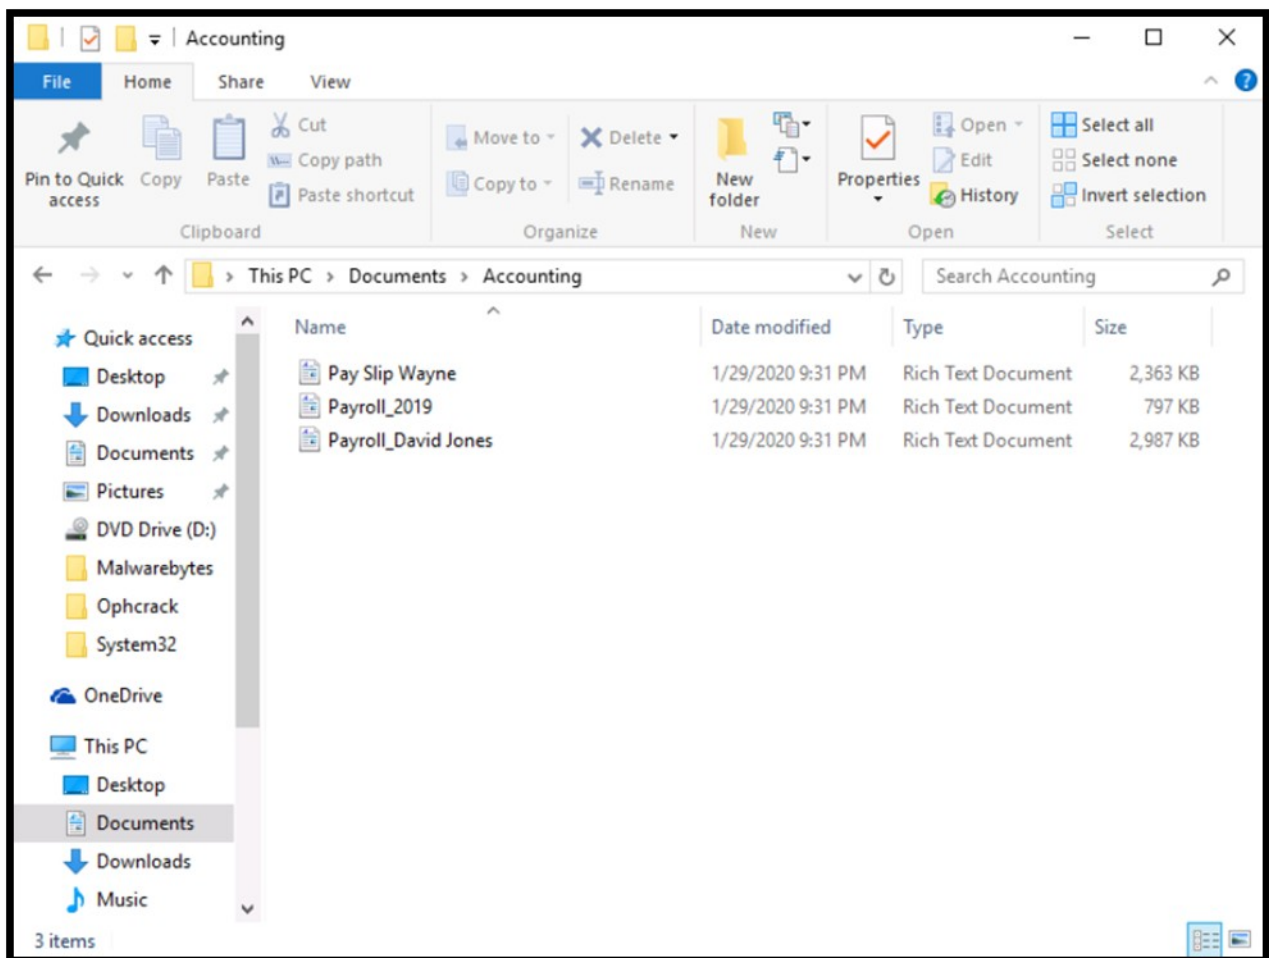 Accounting
File Home Share View
Pin to Quick access
Copy
Paste
Cut
Copy path
Paste shortcut
Clipboard
Move to
Copy to
Delete
Rename
Organize
New folder
New
Properties
Open
Edit
History
Open
Select all
Select none
Invert selection
Select
This PC > Documents > Accounting
Search Accounting
Quick access
Desktop
Downloads
Documents
Pictures
DVD Drive (D:)
Malwarebytes
Ophcrack
System32
OneDrive
This PC
Desktop
Documents
Downloads
Music
Name Date modified Type Size
Pay Slip Wayne 1/29/2020 9:31 PM Rich Text Document 2,363 KB
Payroll_2019 1/29/2020 9:31 PM Rich Text Document 797 KB
Payroll_David Jones 1/29/2020 9:31 PM Rich Text Document 2,987 KB
3 items